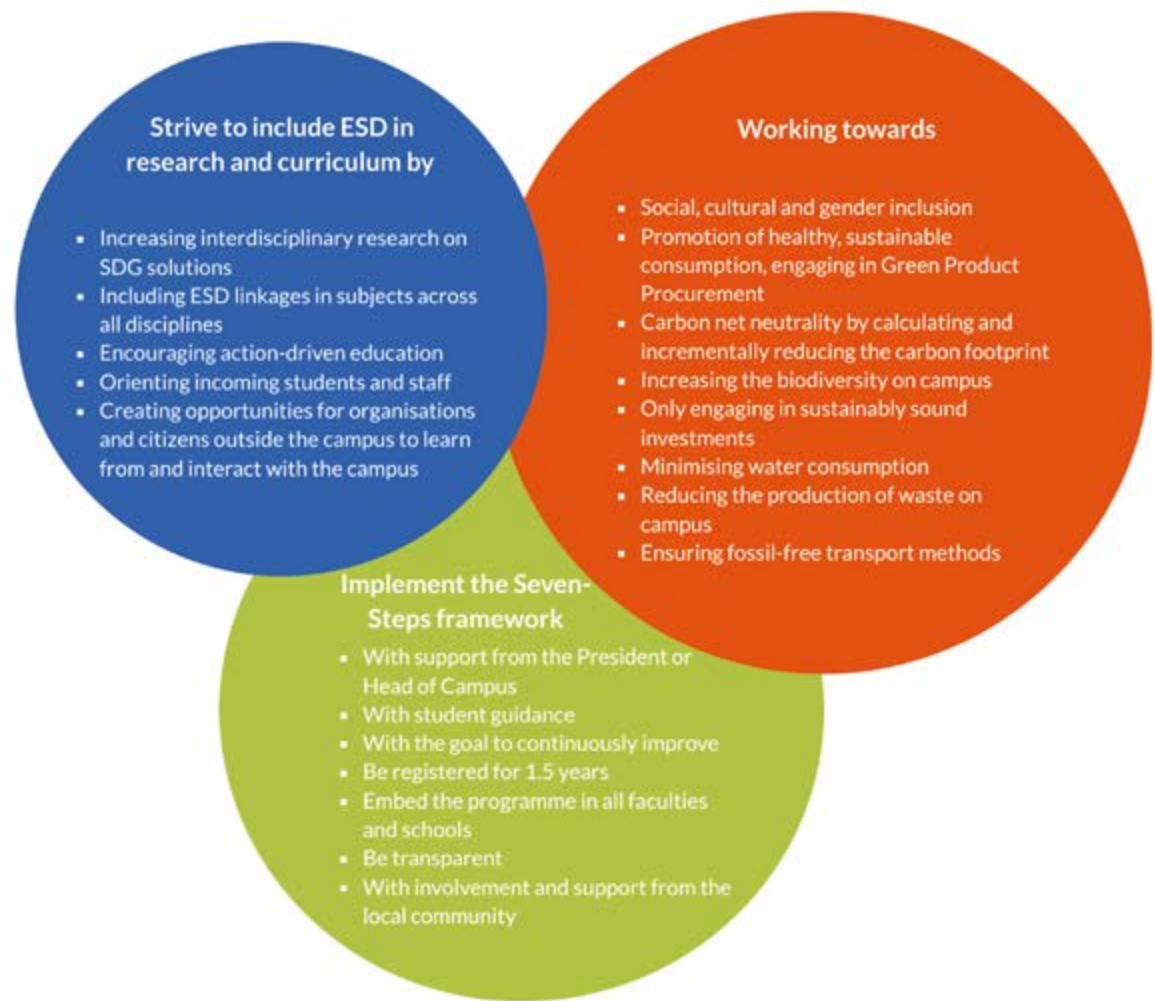 Strive to include ESD in
research and curriculum by
▪ Increasing interdisciplinary research on
SDG solutions
▪ Including ESD linkages in subjects across
all disciplines
▪ Encouraging action-driven education
▪ Orienting incoming students and staff
▪ Creating opportunities for organisations
and citizens outside the campus to learn
from and interact with the campus
Working towards
▪ Social, cultural and gender inclusion
▪ Promotion of healthy, sustainable
consumption, engaging in Green Product
Procurement
▪ Carbon net neutrality by calculating and
incrementally reducing the carbon footprint
▪ Increasing the biodiversity on campus
▪ Only engaging in sustainably sound
investments
▪ Minimising water consumption
▪ Reducing the production of waste on
campus
▪ Ensuring fossil-free transport methods
Implement the Seven-
Steps framework
▪ With support from the President or
Head of Campus
▪ With student guidance
▪ With the goal to continuously improve
▪ Be registered for 1.5 years
▪ Embed the programme in all faculties
and schools
▪ Be transparent
▪ With involvement and support from the
local community